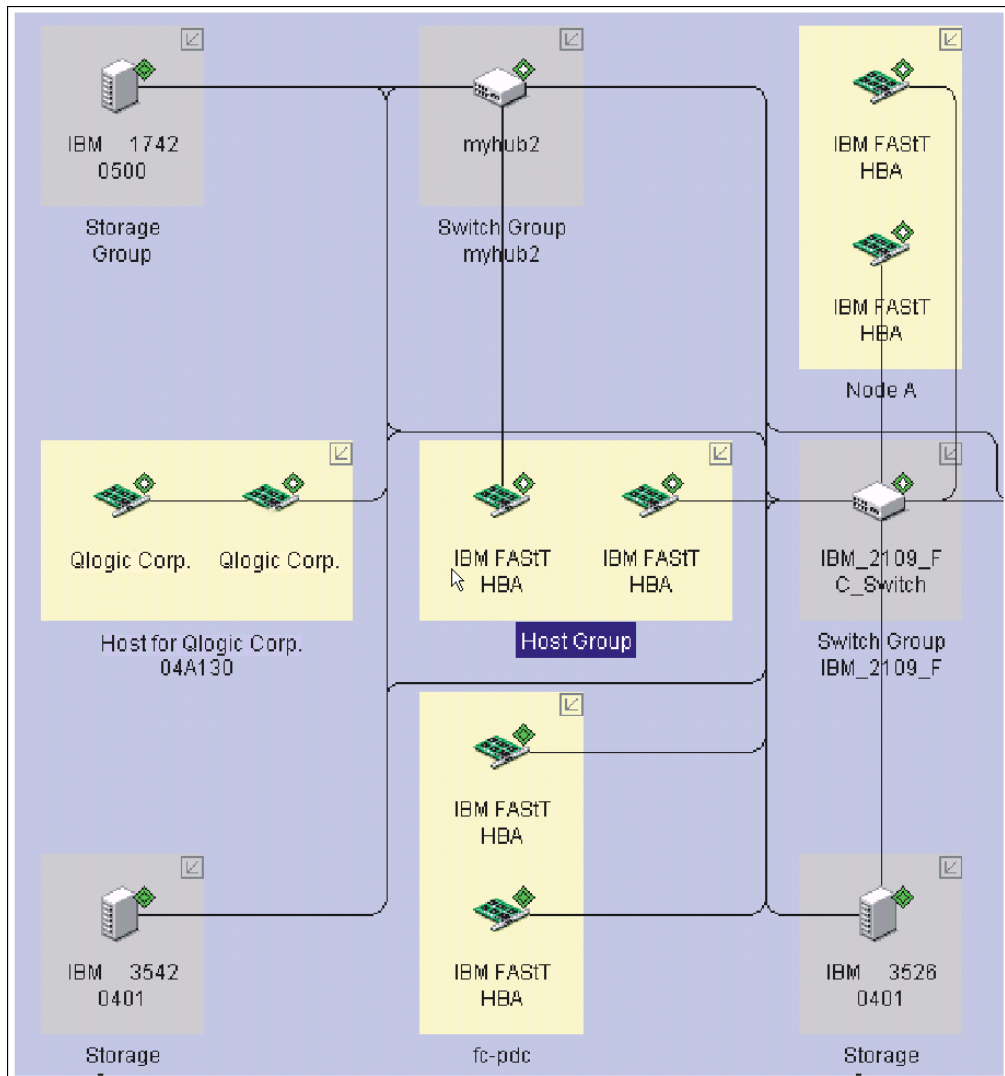 IBM 1742
0500
Storage
Group
myhub2
Switch Group
myhub2
IBM FAStT
HBA
IBM FAStT
HBA
Node A
Qlogic Corp.
Qlogic Corp.
Host for Qlogic Corp.
04A130
IBM FAStT
HBA
IBM FAStT
HBA
Host Group
IBM_2109_F
C_Switch
Switch Group
IBM_2109_F
IBM FAStT
HBA
IBM FAStT
HBA
fc-pdc
IBM 3542
0401
Storage
IBM 3526
0401
Storage